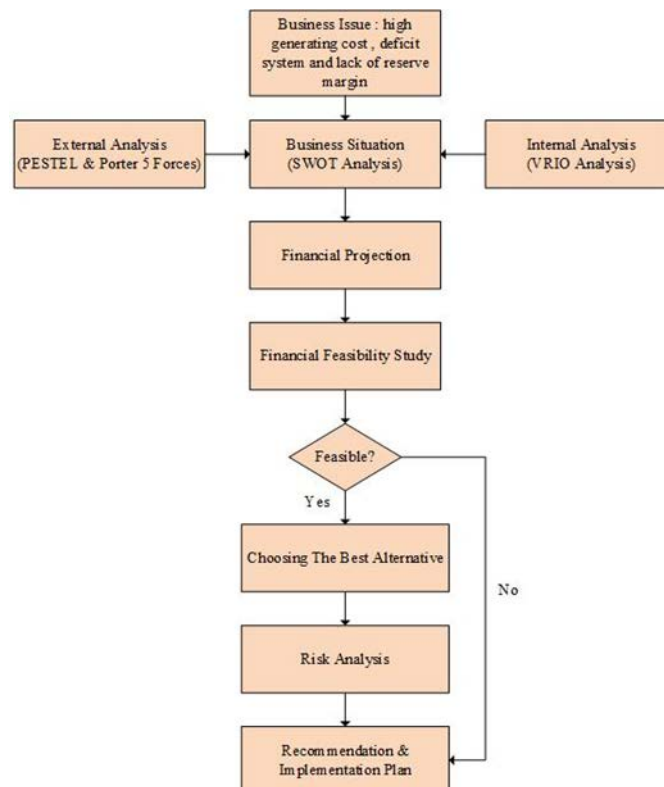 Business Issue : high
generating cost , deficit
system and lack of reserve
margin
External Analysis
(PESTEL & Porter 5 Forces)
Business Situation
(SWOT Analysis)
Internal Analysis
(VRIO Analysis)
Financial Projection
Financial Feasibility Study
Feasible?
Yes
Choosing The Best Alternative
No
Risk Analysis
Recommendation &
Implementation Plan